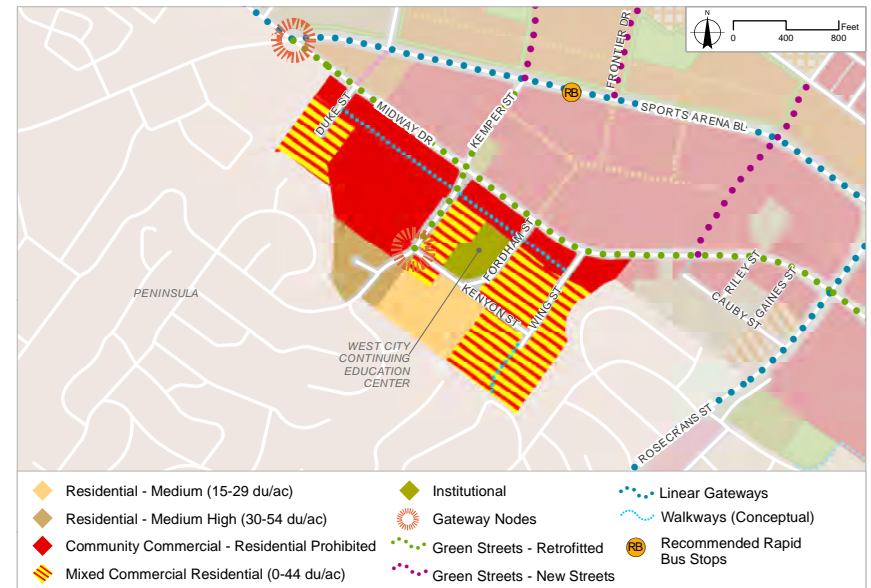 N
Feet
0 400 800
FRONTIER DR
SPORTS ARENA BL
DUKE ST
MIDWAY DR
KEMPER ST
FORDHAM ST
KENYON ST
WING ST
RILEY ST
GAINES ST
CAUBY ST
ROSECRANS ST
PENINSULA
WEST CITY
CONTINUING
EDUCATION
CENTER
RB
Residential - Medium (15-29 du/ac)
Residential - Medium High (30-54 du/ac)
Community Commercial - Residential Prohibited
Mixed Commercial Residential (0-44 du/ac)
Institutional
Gateway Nodes
Green Streets - Retrofitted
Green Streets - New Streets
Linear Gateways
Walkways (Conceptual)
RB
Recommended Rapid
Bus Stops